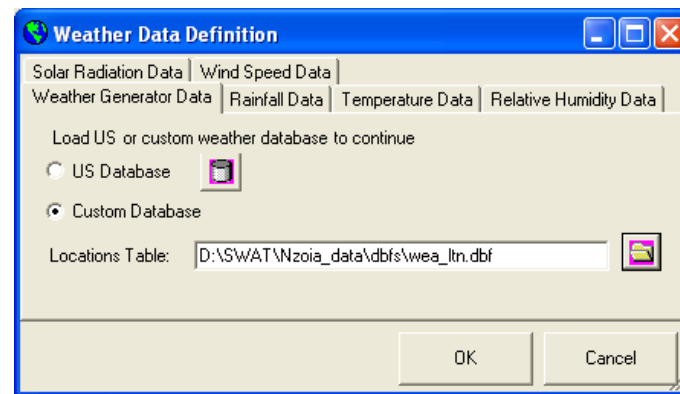 Weather Data Definition
Solar Radiation Data Wind Speed Data
Weather Generator Data Rainfall Data Temperature Data Relative Humidity Data
Load US or custom weather database to continue
US Database
Custom Database
Locations Table: D:\SWAT\Nzoia_data\dbfs\wea_ltn.dbf
OK Cancel